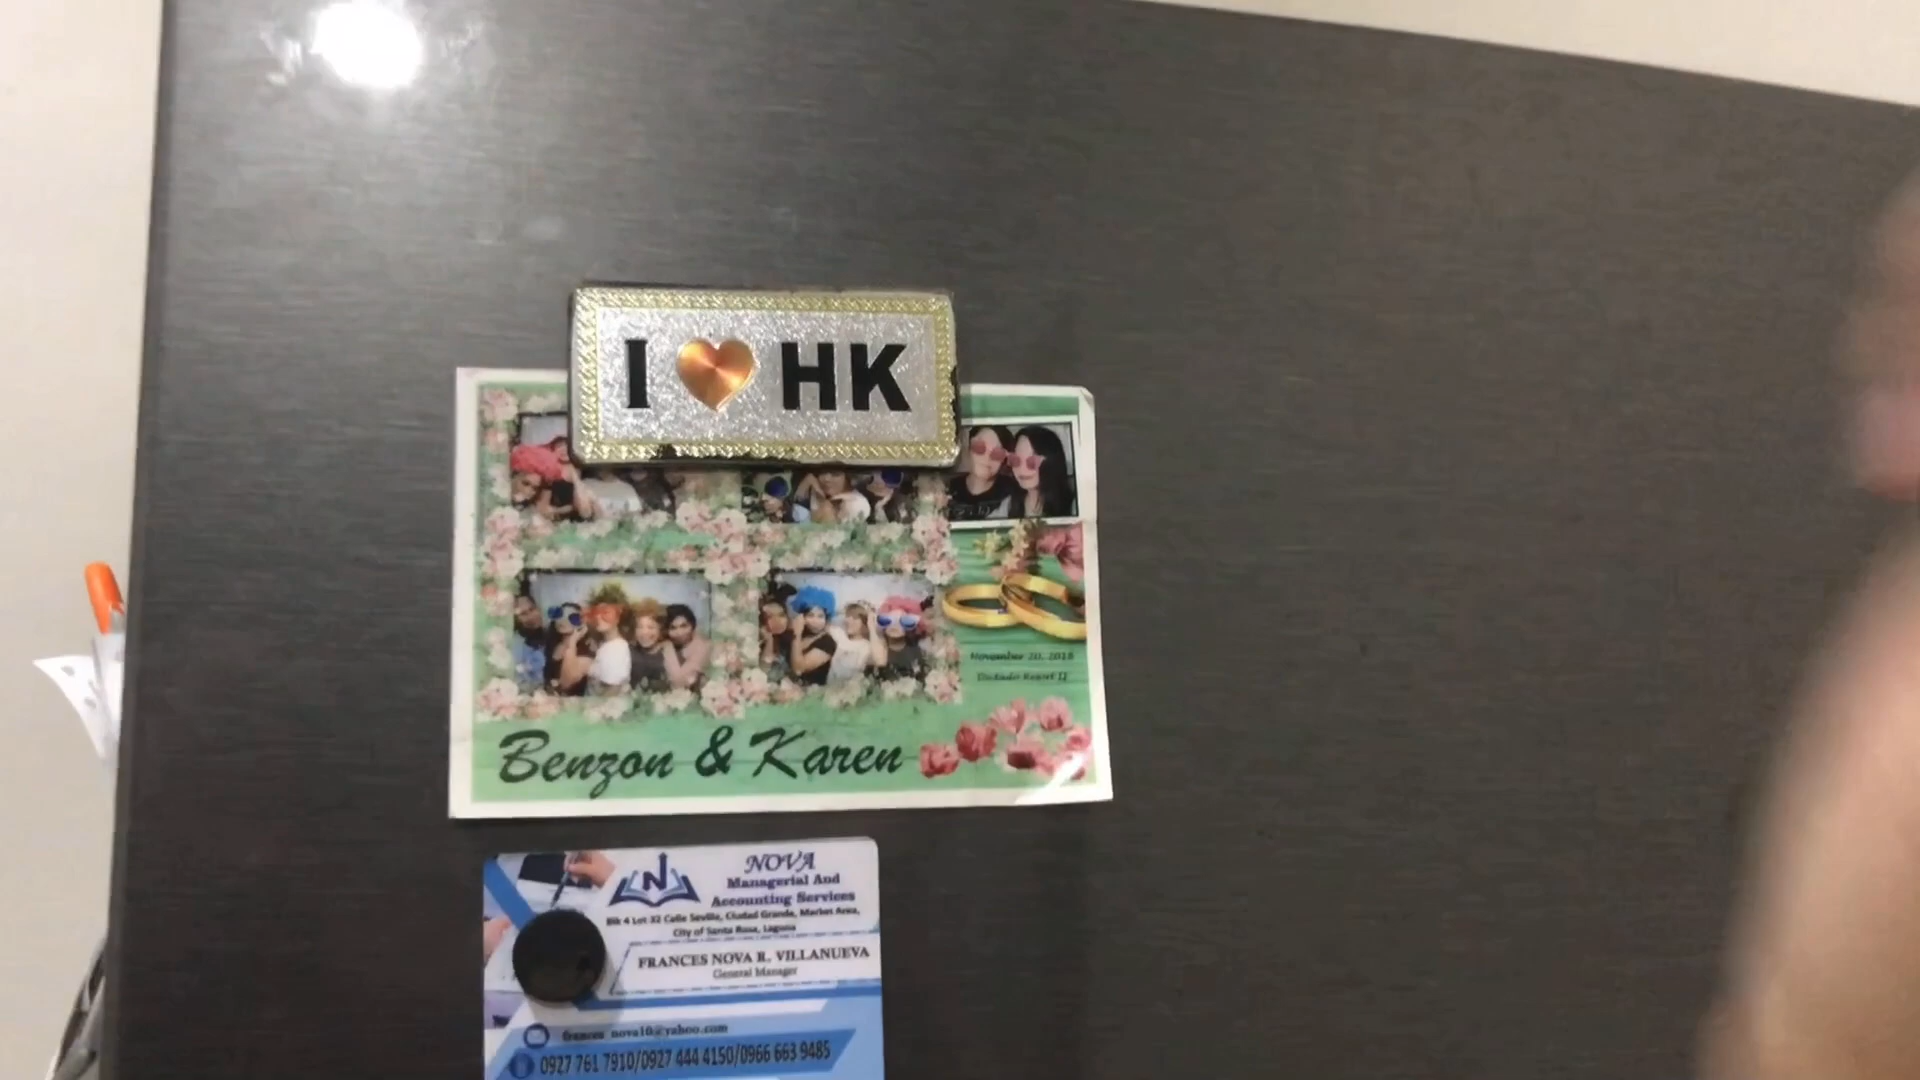 I HK
November 20, 2018
Benzon & Karen
N
NOVA
Managerial And
Accounting Services
Blk 4 Lot 32 Calle Seville, Ciudad Grande, Market Area,
City of Santa Rosa, Laguna
FRANCES NOVA R. VILLANUEVA
General Manager
0927 761 7910/0927 444 4150/0966 663 9485